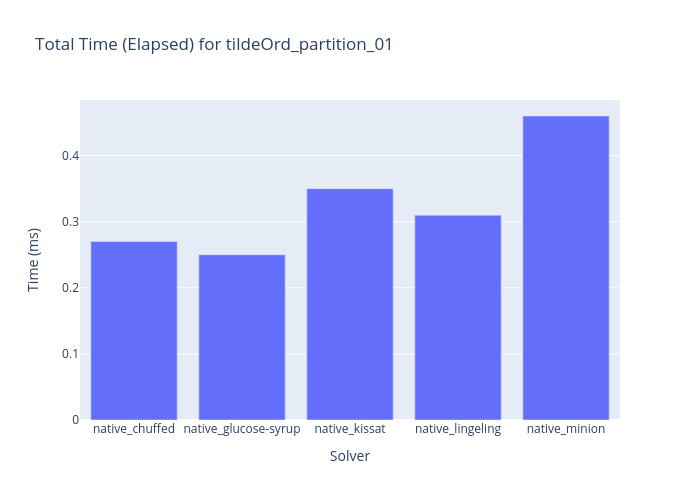 Total Time (Elapsed) for tildeOrd_partition_01
Time (ms)
0.4
0.3
0.2
0.1
0
native_chuffed native_glucose-syrup native_kissat native_lingeling native_minion
Solver